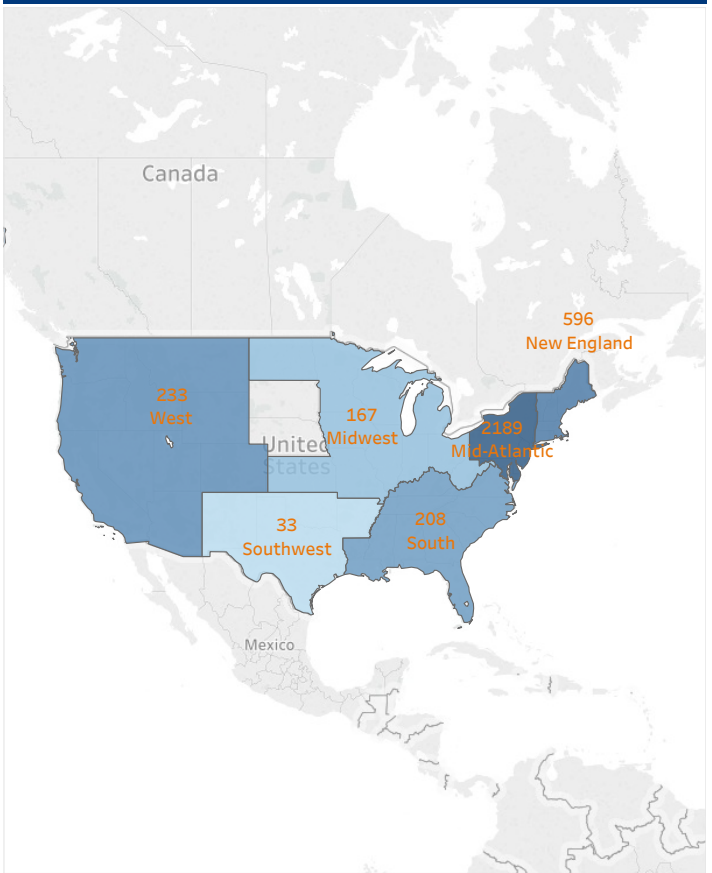 Canada
596
New England
233
West
167
Midwest
2189
Mid-Atlantic
United
States
33
Southwest
208
South
Mexico